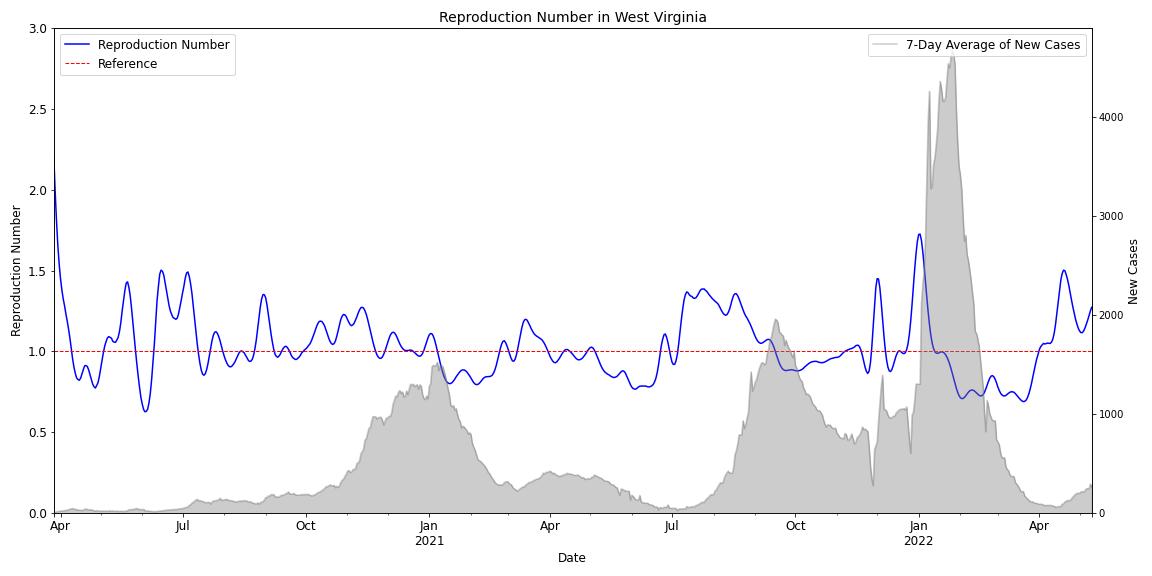 Reproduction Number in West Virginia
Reproduction Number
Reference
7-Day Average of New Cases
3.0
2.5
2.0
1.5
1.0
0.5
0.0
Reproduction Number
4000
3000
2000
1000
0
New Cases
Apr Jul Oct Jan Apr Jul Oct Jan Apr
2021 2022
Date